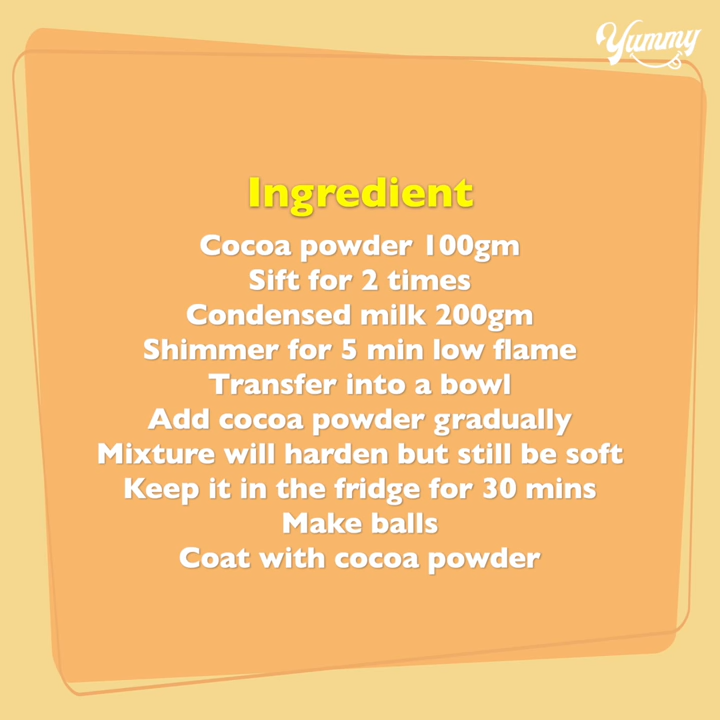 Yummy
Ingredient
Cocoa powder 100gm
Sift for 2 times
Condensed milk 200gm
Shimmer for 5 min low flame
Transfer into a bowl
Add cocoa powder gradually
Mixture will harden but still be soft
Keep it in the fridge for 30 mins
Make balls
Coat with cocoa powder